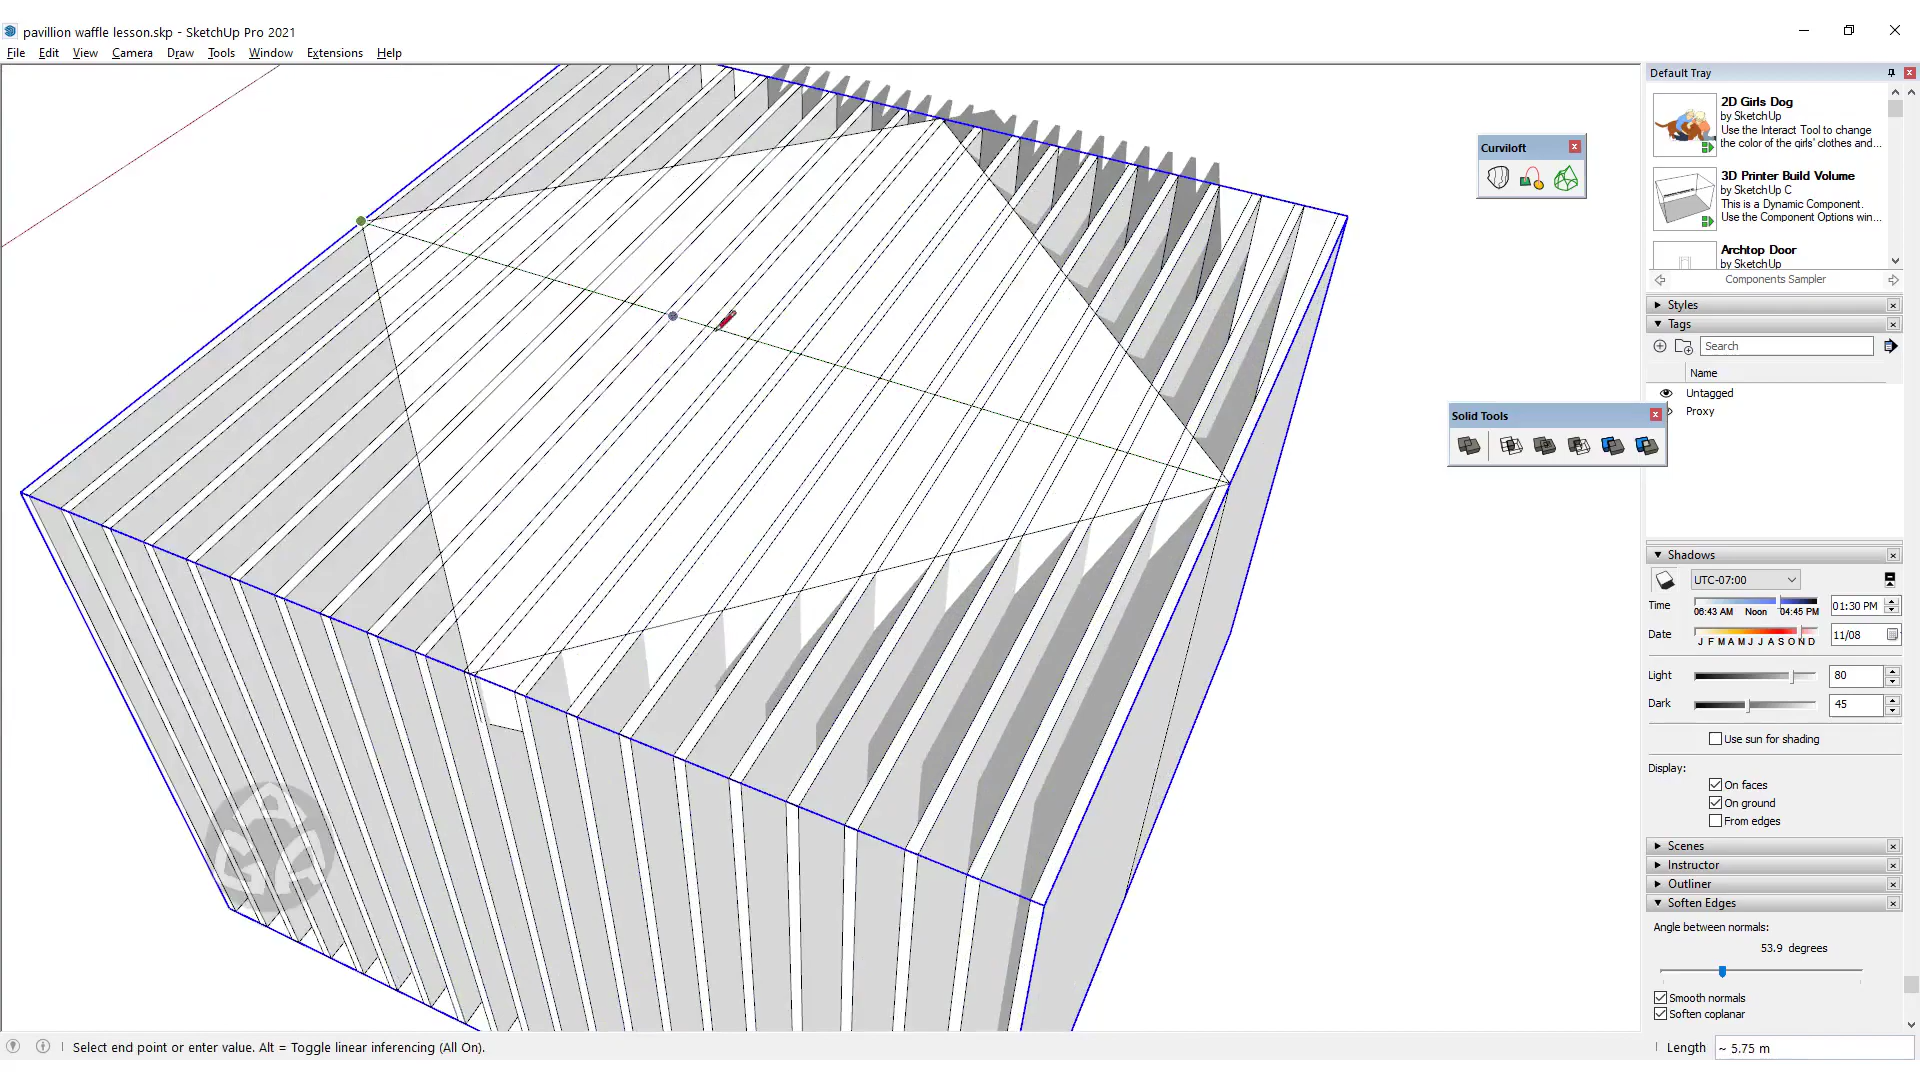 pavillion waffle lesson.skp - SketchUp Pro 2021
File Edit View Camera Draw Tools Window Extensions Help
Default Tray
2D Girls Dog
by SketchUp
Use the Interact Tool to change
the color of the girls' clothes and...
3D Printer Build Volume
by SketchUp C
This is a Dynamic Component.
Use the Component Options win...
Archtop Door
by SketchUp
Components Sampler
Curviloft
Styles
Tags
Search
Name
Untagged
Proxy
Solid Tools
Shadows
UTC-07:00
Time
06:43 AM Noon 04:45 PM
01:30 PM
Date
J F M A M J J A S O N D
11/08
Light
80
Dark
45
Use sun for shading
Display:
On faces
On ground
From edges
Scenes
Instructor
Outliner
Soften Edges
Angle between normals:
53.9 degrees
Smooth normals
Soften coplanar
Select end point or enter value. Alt = Toggle linear inferencing (All On).
Length ~ 5.75 m